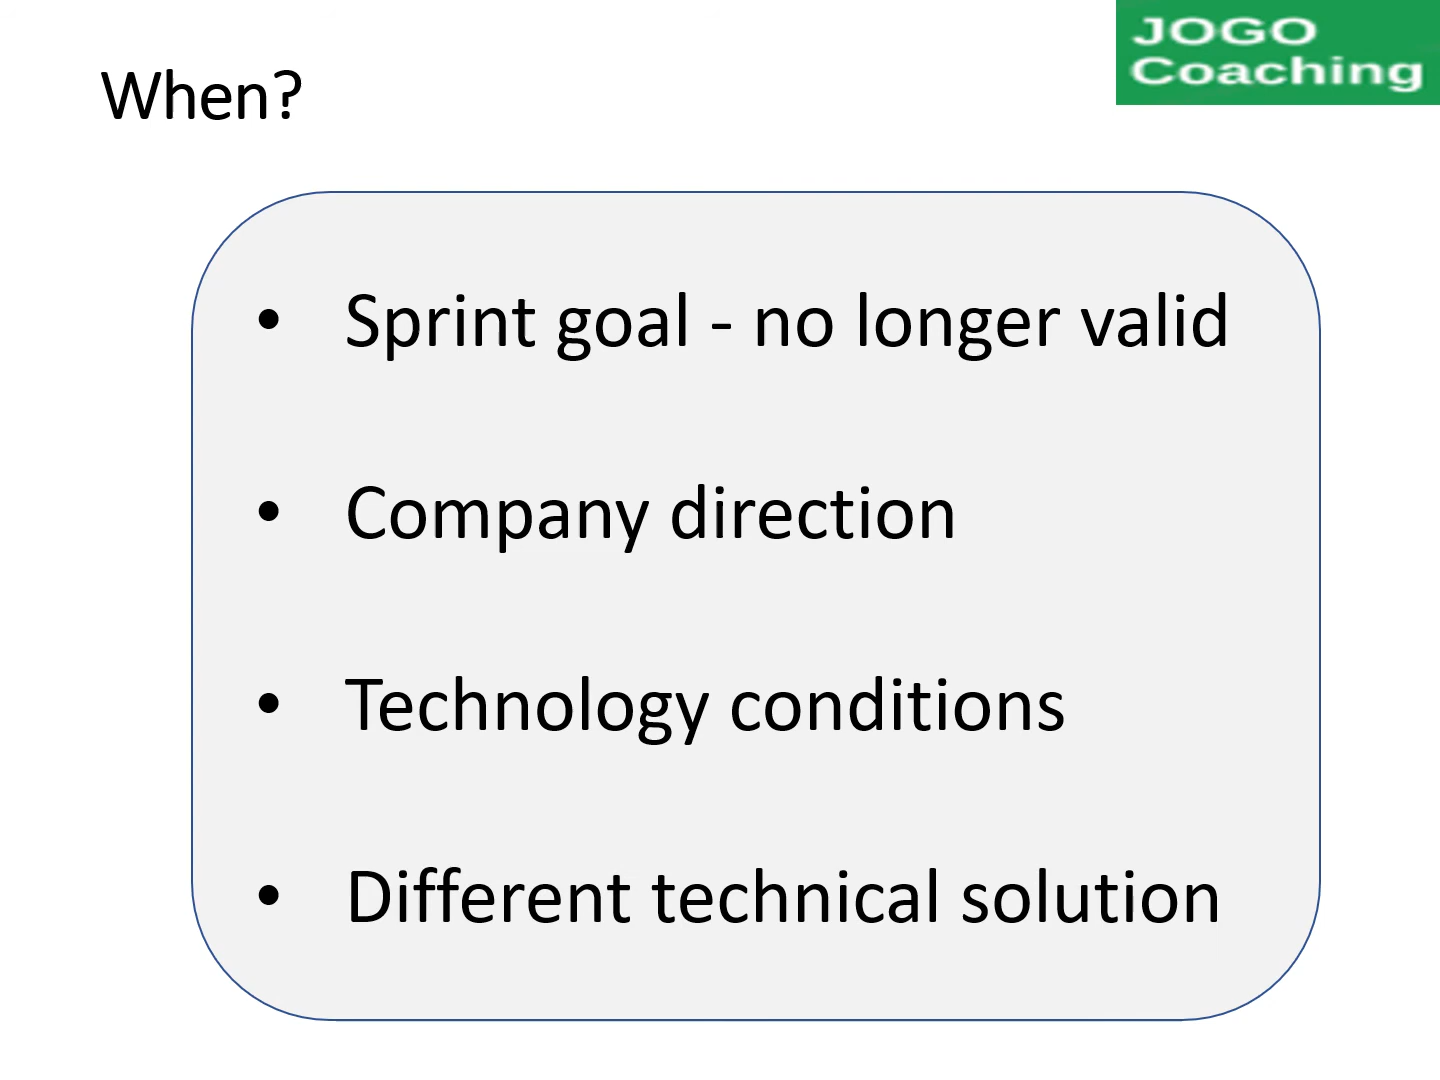 JOGO
Coaching
When?
• Sprint goal - no longer valid
• Company direction
• Technology conditions
• Different technical solution